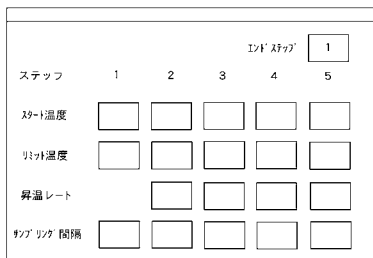 エンドステップ 1
ステップ 1 2 3 4 5
スタート温度
リミット温度
昇温レート
サンプリング間隔